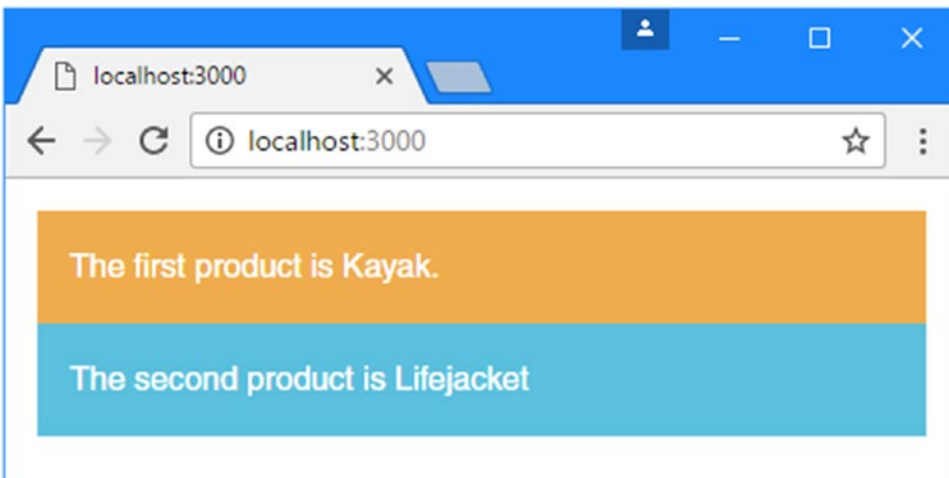 localhost:3000
localhost:3000
The first product is Kayak.
The second product is Lifejacket